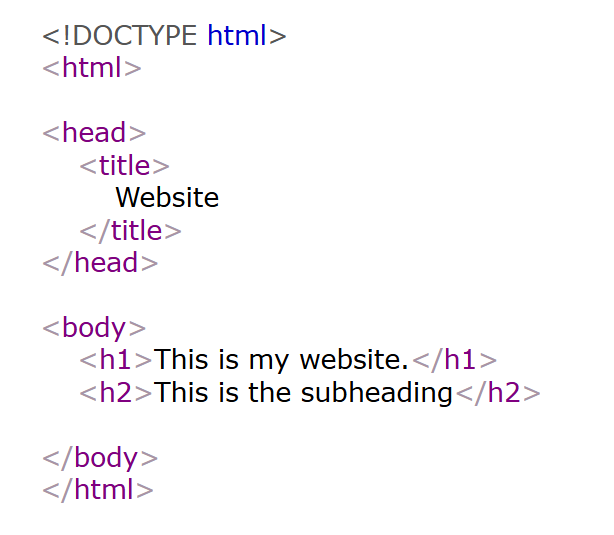 <!DOCTYPE html>
<html>
<head>
<title>
Website
</title>
</head>
<body>
<h1>This is my website.</h1>
<h2>This is the subheading</h2>
</body>
</html>